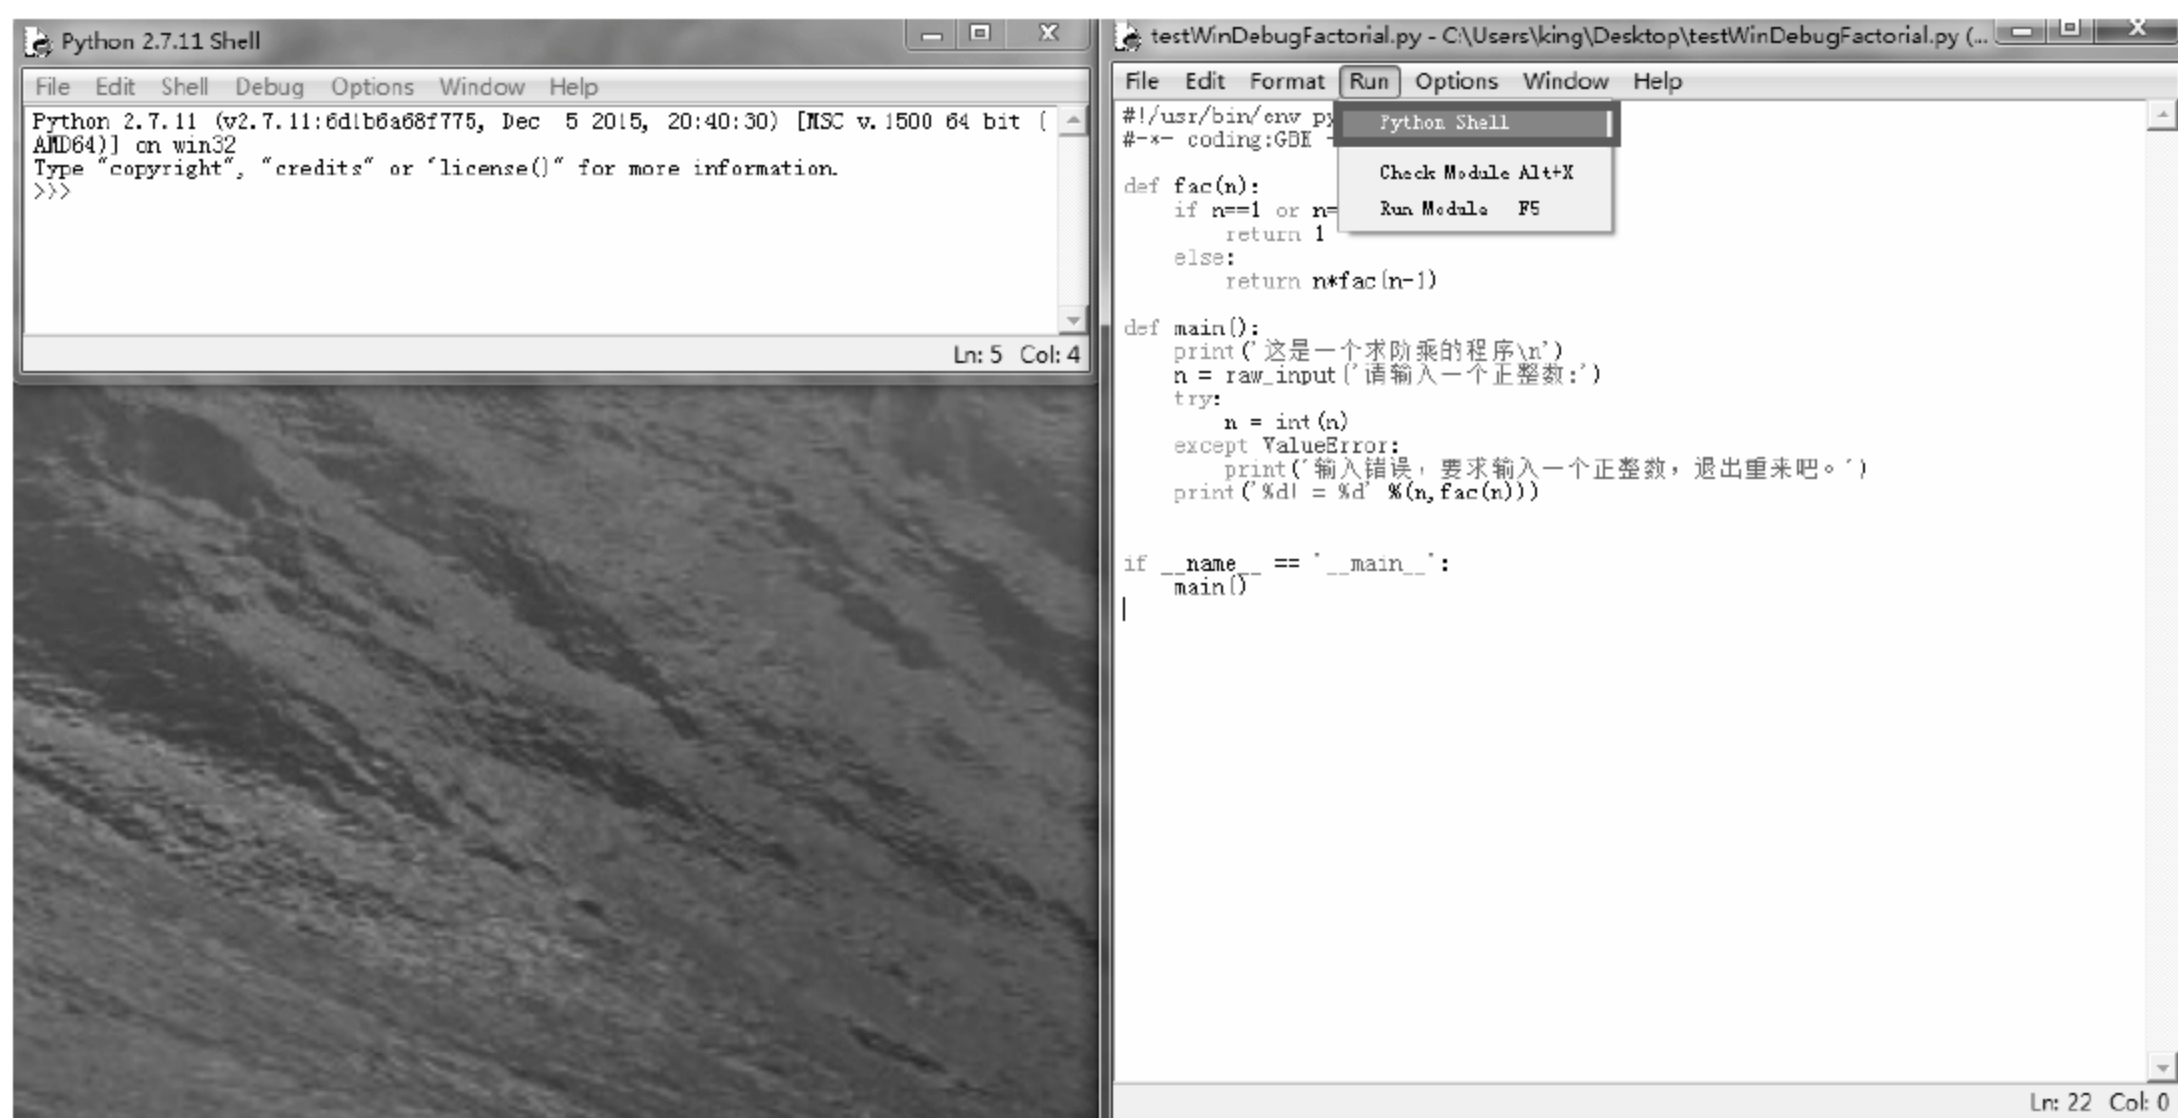 Python 2.7.11 Shell
File Edit Shell Debug Options Window Help
Python 2.7.11 (v2.7.11:6d1b6a68f775, Dec  5 2015, 20:40:30) [MSC v.1500 64 bit (
AMD64)] on win32
Type "copyright", "credits" or "license()" for more information.
>>>
Ln: 5 Col: 4
testWinDebugFactorial.py - C:\Users\king\Desktop\testWinDebugFactorial.py (...
File Edit Format Run Options Window Help
Python Shell
Check Module Alt+X
Run Module F5
#!/usr/bin/env py
#-*- coding:GBK -
def fac(n):
    if n==1 or n=
        return 1
    else:
        return n*fac(n-1)
def main():
    print('这是一个求阶乘的程序\n')
    n = raw_input('请输入一个正整数:')
    try:
        n = int(n)
    except ValueError:
        print('输入错误，要求输入一个正整数，退出重来吧。')
    print('%d! = %d' %(n,fac(n)))
if __name__ == '__main__':
    main()
Ln: 22 Col: 0